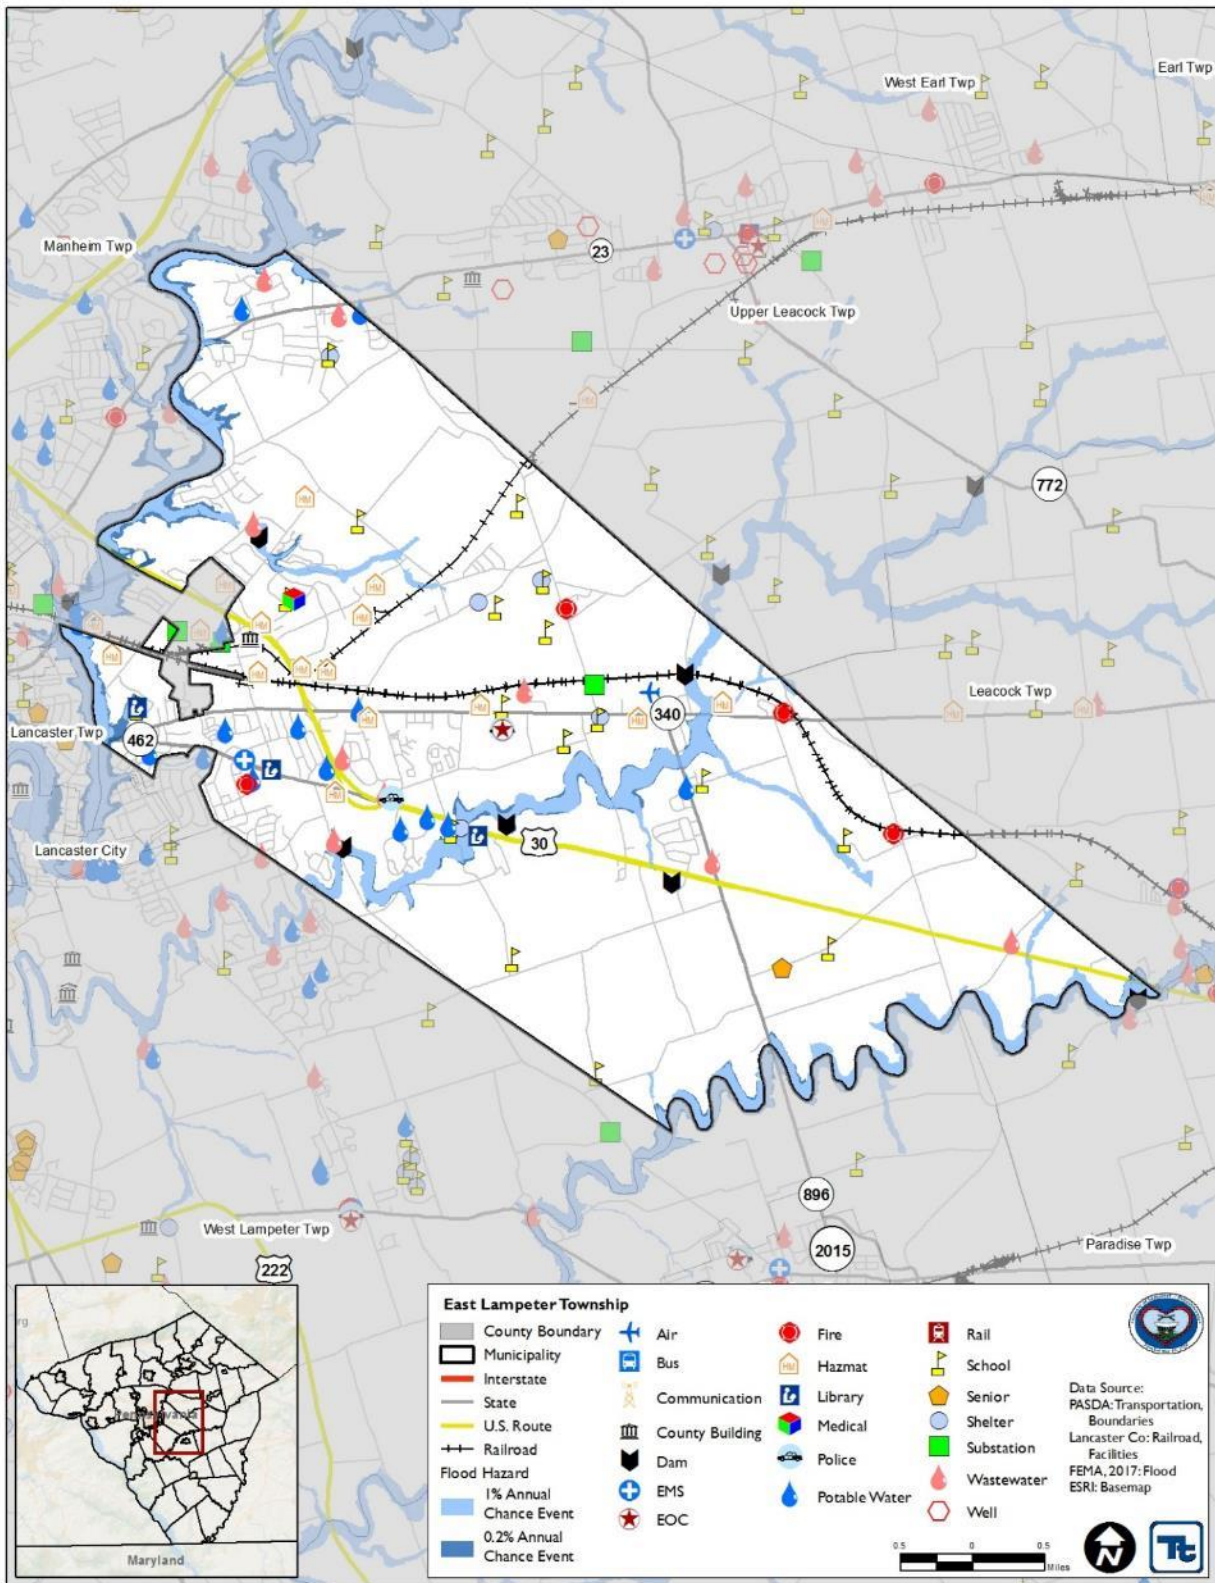 West Earl Twp
Earl Twp
Manheim Twp
23
Upper Leacock Twp
772
Leacock Twp
340
Lancaster Twp
462
30
Lancaster City
896
2015
West Lampeter Twp
222
Paradise Twp
Pennsylvania
Maryland
East Lampeter Township
County Boundary
Municipality
Interstate
State
U.S. Route
Railroad
Flood Hazard
1% Annual
Chance Event
0.2% Annual
Chance Event
Air
Bus
Communication
County Building
Dam
EMS
EOC
Fire
HM
Hazmat
Library
Medical
Police
Potable Water
Rail
School
Senior
Shelter
Substation
Wastewater
Well
Data Source:
PASDA: Transportation,
Boundaries
Lancaster Co: Railroad,
Facilities
FEMA, 2017: Flood
ESRI: Basemap
0.5 0 0.5
Miles
N
Tt